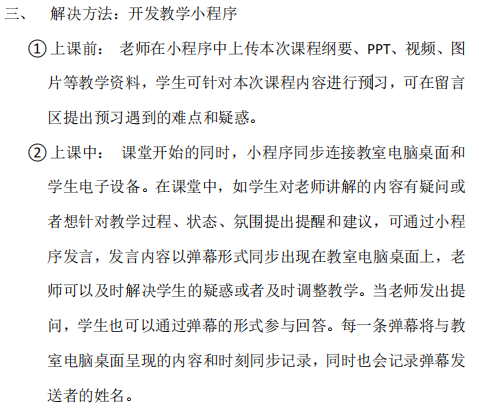 三、 解决方法：开发教学小程序
① 上课前： 老师在小程序中上传本次课程纲要、PPT、视频、图
片等教学资料，学生可针对本次课程内容进行预习，可在留言
区提出预习遇到的难点和疑惑。
② 上课中： 课堂开始的同时，小程序同步连接教室电脑桌面和
学生电子设备。在课堂中，如学生对老师讲解的内容有疑问或
者想针对教学过程、状态、氛围提出提醒和建议，可通过小程
序发言，发言内容以弹幕形式同步出现在教室电脑桌面上，老
师可以及时解决学生的疑惑或者及时调整教学。当老师发出提
问，学生也可以通过弹幕的形式参与回答。每一条弹幕将与教
室电脑桌面呈现的内容和时刻同步记录，同时也会记录弹幕发
送者的姓名。